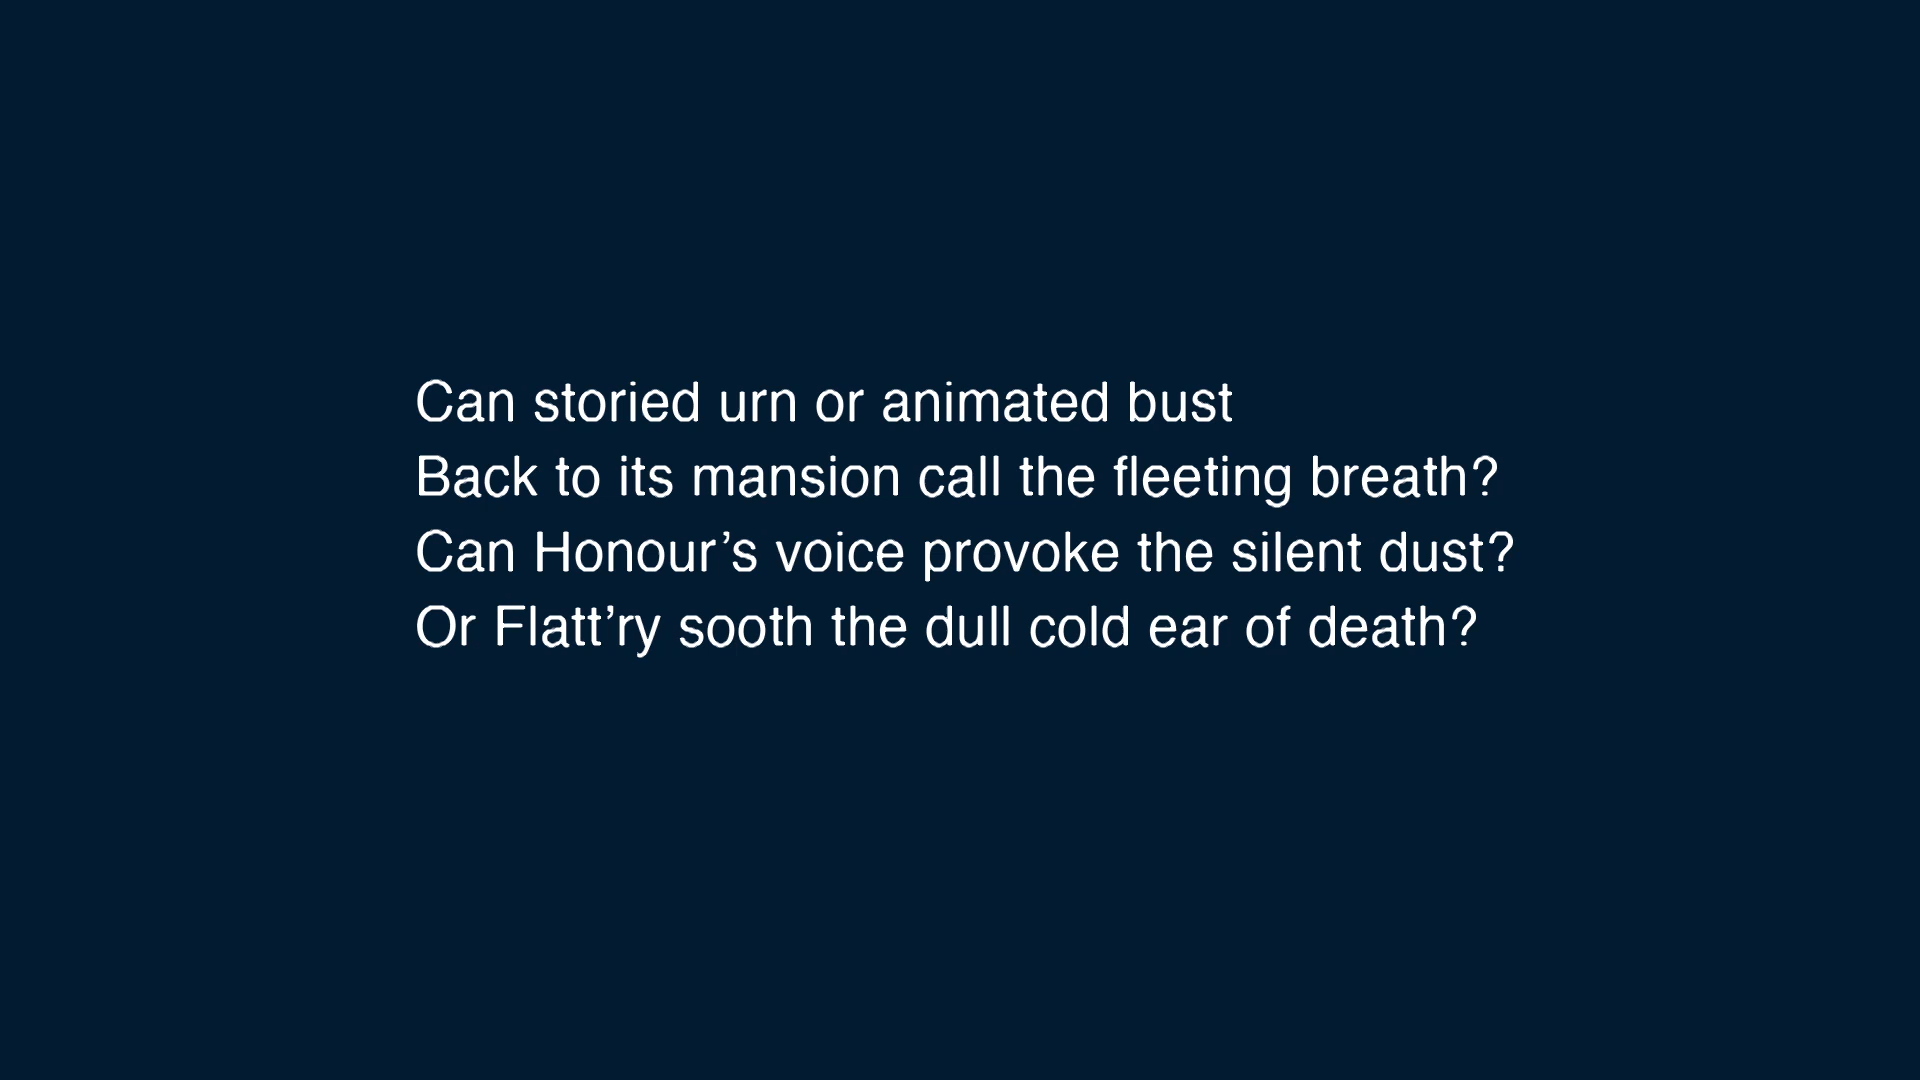 Can storied urn or animated bust
Back to its mansion call the fleeting breath?
Can Honour’s voice provoke the silent dust?
Or Flatt’ry sooth the dull cold ear of death?